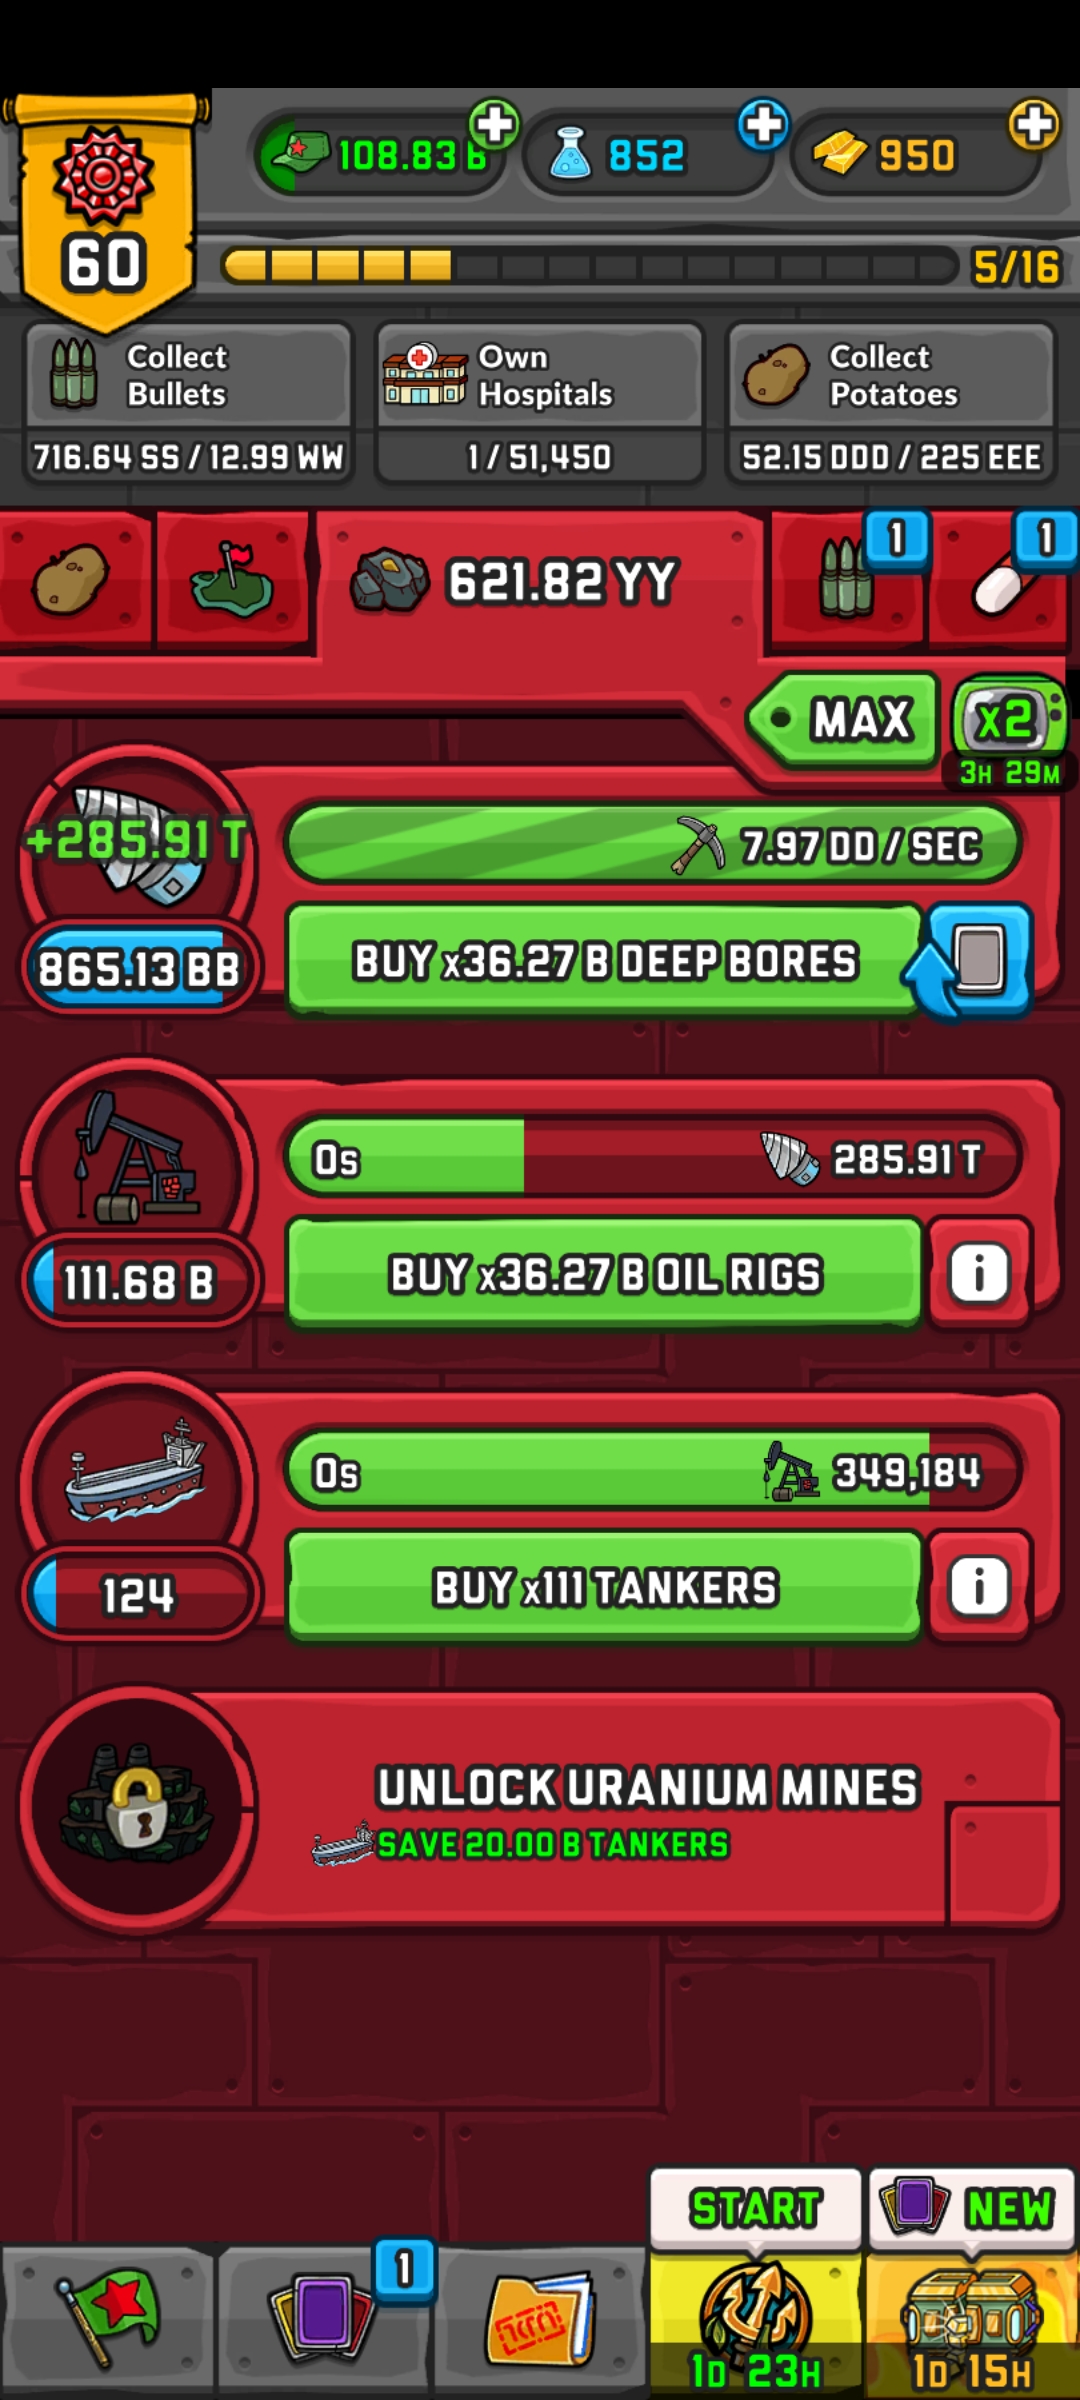 108.83 B
852
950
60
5/16
Collect
Bullets
Own
Hospitals
Collect
Potatoes
716.64 SS / 12.99 WW
1 / 51,450
52.15 DDD / 225 EEE
621.82 YY
1
1
MAX
x2
3H 29M
+285.91 T
7.97 DD / SEC
865.13 BB
BUY x36.27 B DEEP BORES
0s
285.91 T
111.68 B
BUY x36.27 B OIL RIGS
i
0s
349,184
124
BUY x111 TANKERS
i
UNLOCK URANIUM MINES
SAVE 20.00 B TANKERS
START
NEW
1
1D 23H
1D 15H